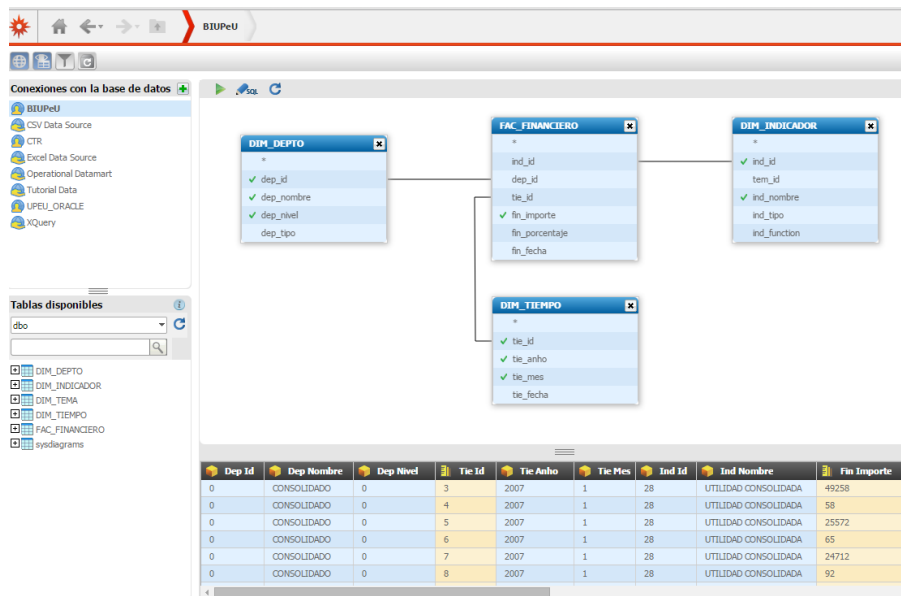 BIUPeU
Conexiones con la base de datos
BIUPeU
CSV Data Source
CTR
Excel Data Source
Operational Datamart
Tutorial Data
UPEU_ORACLE
XQuery
Tablas disponibles
dbo
DIM_DEPTO
DIM_INDICADOR
DIM_TEMA
DIM_TIEMPO
FAC_FINANCIERO
sysdiagrams
SQL
DIM_DEPTO
*
dep_id
dep_nombre
dep_nivel
dep_tipo
FAC_FINANCIERO
*
ind_id
dep_id
tie_id
fin_importe
fin_porcentaje
fin_fecha
DIM_INDICADOR
*
ind_id
tem_id
ind_nombre
ind_tipo
ind_function
DIM_TIEMPO
*
tie_id
tie_anho
tie_mes
tie_fecha
Dep Id Dep Nombre Dep Nivel Tie Id Tie Anho Tie Mes Ind Id Ind Nombre Fin Importe
0 CONSOLIDADO 0 3 2007 1 28 UTILIDAD CONSOLIDADA 49258
0 CONSOLIDADO 0 4 2007 1 28 UTILIDAD CONSOLIDADA 58
0 CONSOLIDADO 0 5 2007 1 28 UTILIDAD CONSOLIDADA 25572
0 CONSOLIDADO 0 6 2007 1 28 UTILIDAD CONSOLIDADA 65
0 CONSOLIDADO 0 7 2007 1 28 UTILIDAD CONSOLIDADA 24712
0 CONSOLIDADO 0 8 2007 1 28 UTILIDAD CONSOLIDADA 92